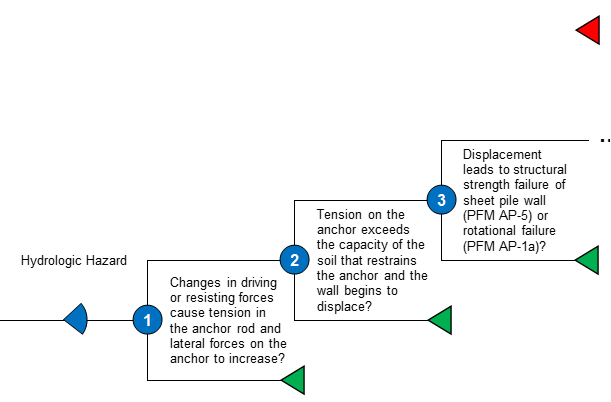 Hydrologic Hazard
1
Changes in driving
or resisting forces
cause tension in
the anchor rod and
lateral forces on the
anchor to increase?
2
Tension on the
anchor exceeds
the capacity of the
soil that restrains
the anchor and the
wall begins to
displace?
3
Displacement
leads to structural
strength failure of
sheet pile wall
(PFM AP-5) or
rotational failure
(PFM AP-1a)?